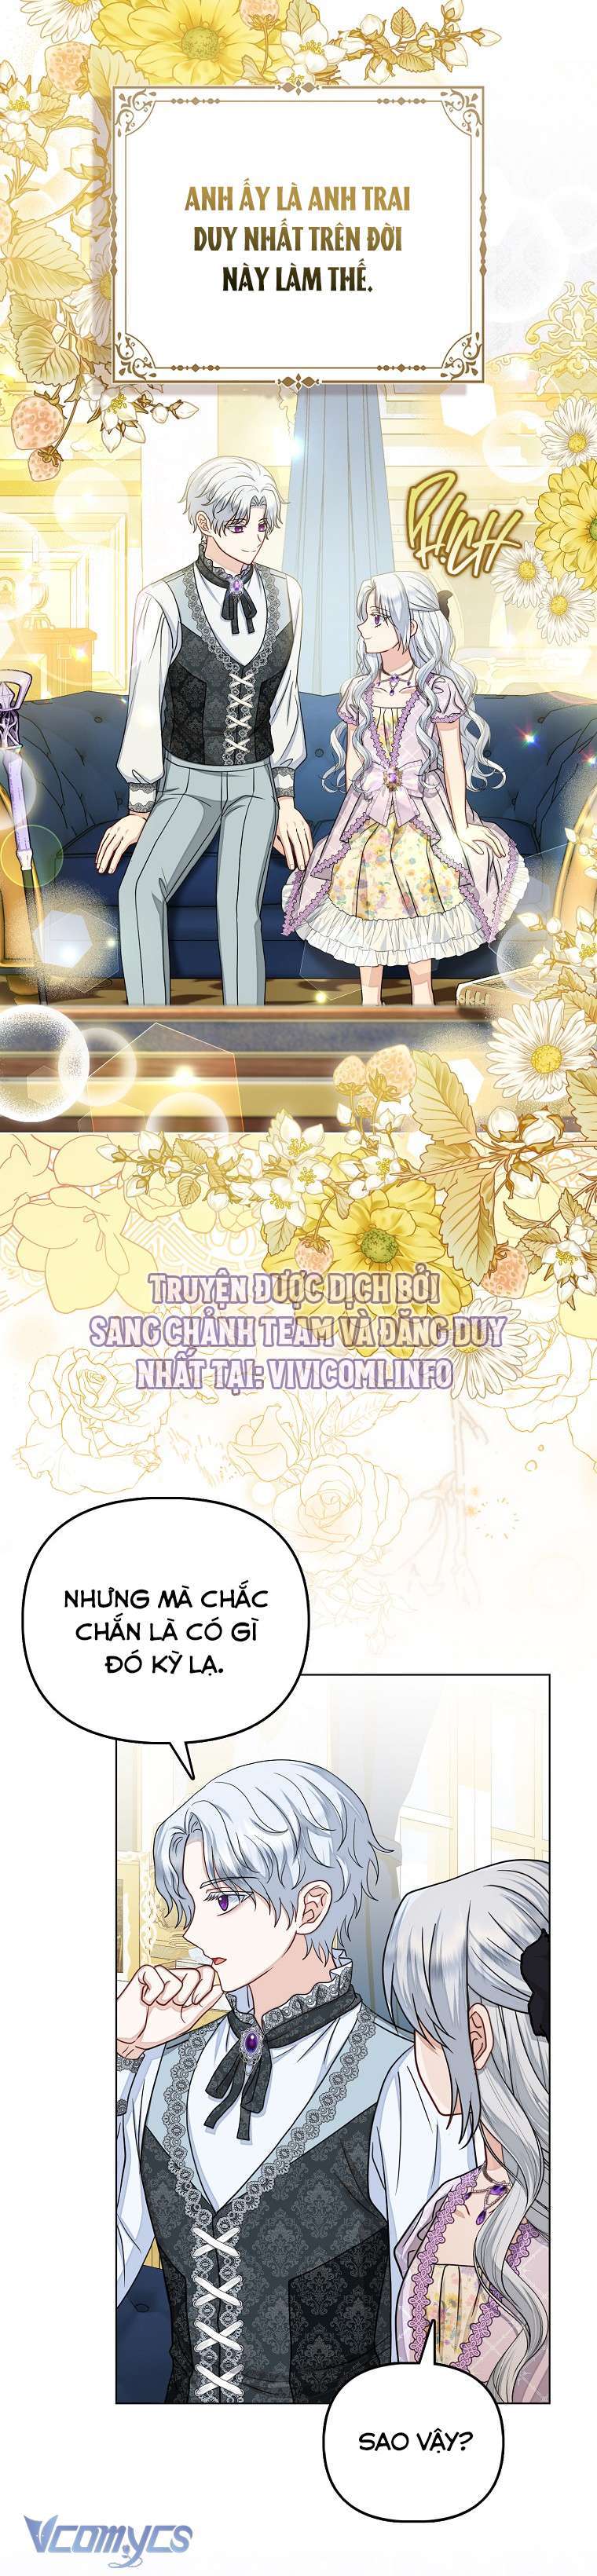 ANH ẤY LÀ ANH TRAI
DUY NHẤT TRÊN ĐỜI
NÀY LÀM THẾ.
PHỊCH
TRUYỆN ĐƯỢC DỊCH BỞI
SANG CHẢNH TEAM VÀ ĐĂNG DUY
NHẤT TẠI: VIVICOMI.INFO
NHƯNG MÀ CHẮC
CHẮN LÀ CÓ GÌ
ĐÓ KỲ LẠ.
SAO VẬY?
Vcomycs